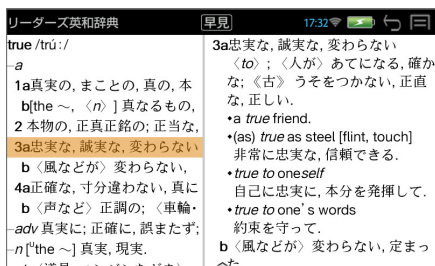 リーダーズ英和辞典
早見
17:32
true /trúː/
–a
1a真実の, まことの, 真の, 本
b[the ～, 〈n〉] 真なるもの,
2 本物の, 正真正銘の; 正当な,
3a忠実な, 誠実な, 変わらない
b〈風などが〉変わらない,
4a正確な, 寸分違わない, 真に
b〈声など〉正調の; 〈車輪・
–adv 真実に; 正確に, 誤またず;
–n [ᵁthe ～] 真実, 現実.
3a忠実な, 誠実な, 変わらない
〈to〉; 〈人が〉あてになる, 確か
な; 《古》 うそをつかない, 正直
な, 正しい.
◆a true friend.
◆(as) true as steel [flint, touch]
非常に忠実な, 信頼できる.
◆true to oneself
自己に忠実に, 本分を発揮して.
◆true to one's words
約束を守って.
b〈風などが〉変わらない, 定まっ